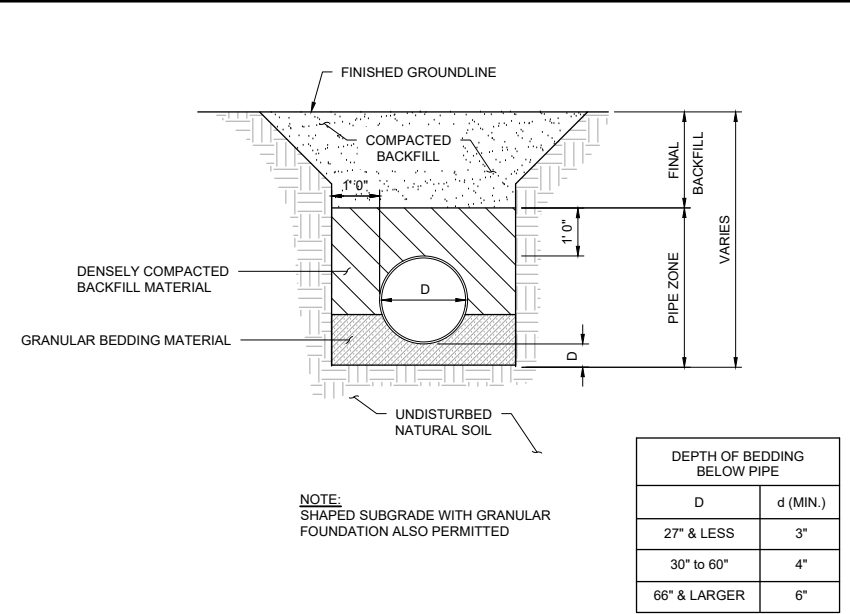 FINISHED GROUNDLINE
COMPACTED
BACKFILL
1' 0"
FINAL
BACKFILL
1' 0"
VARIES
PIPE ZONE
DENSELY COMPACTED
BACKFILL MATERIAL
D
GRANULAR BEDDING MATERIAL
D
UNDISTURBED
NATURAL SOIL
NOTE:
SHAPED SUBGRADE WITH GRANULAR
FOUNDATION ALSO PERMITTED
DEPTH OF BEDDING
BELOW PIPE
D d (MIN.)
27" & LESS 3"
30" to 60" 4"
66" & LARGER 6"